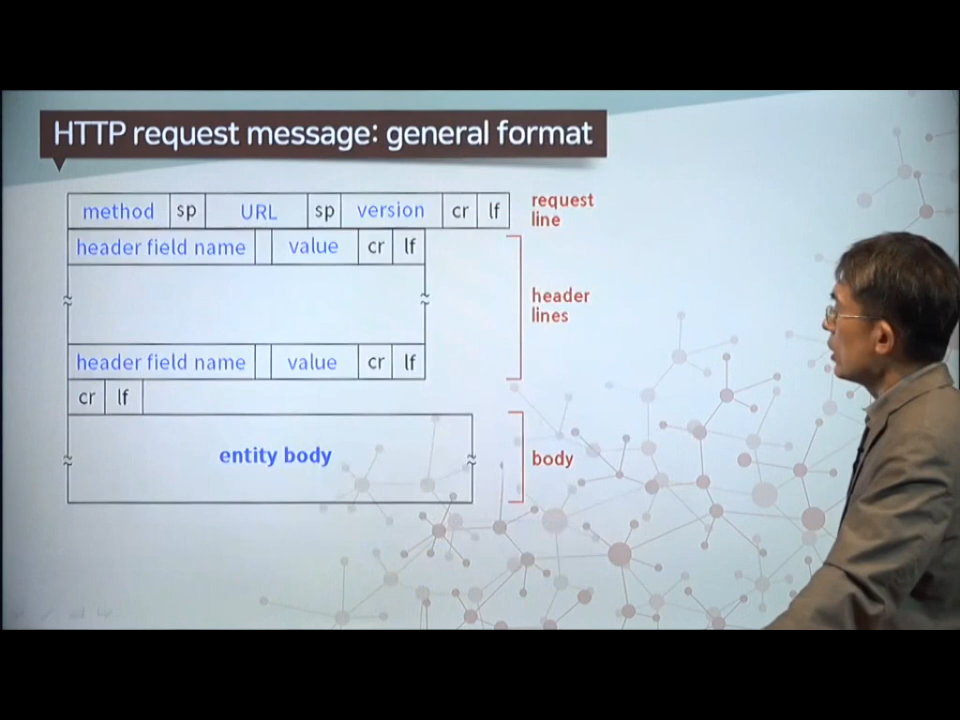 HTTP request message: general format
method sp URL sp version cr lf
request
line
header field name value cr lf
header
lines
header field name value cr lf
cr lf
entity body
body